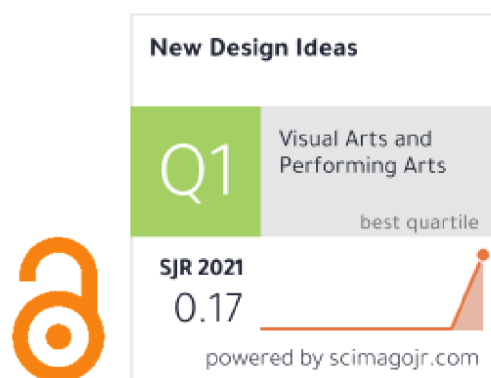 New Design Ideas
Q1
Visual Arts and
Performing Arts
best quartile
SJR 2021
0.17
powered by scimagojr.com